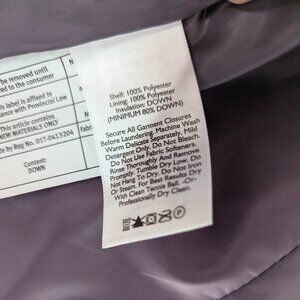 be removed until
to the consumer
is label is affixed in
ance with Provincial Law
is article contains
NEW MATERIALS ONLY
Reg No. 01T-0413204
Content:
DOWN
Shell: 100% Polyester
Lining: 100% Polyester
Insulation: DOWN
(MINIMUM 80% DOWN)
Secure All Garment Closures
Before Laundering. Machine Wash
Warm Delicate Separately. Mild
Detergent Only. Do Not Bleach
Do Not Use Fabric Softeners.
Rinse Thoroughly And Remove
Promptly. Tumble Dry Low. Do
Not Hang To Dry. Do Not Iron
Or Steam. For Best Results Dry
With Clean Tennis Ball. -Or-
Professionally Dry Clean.